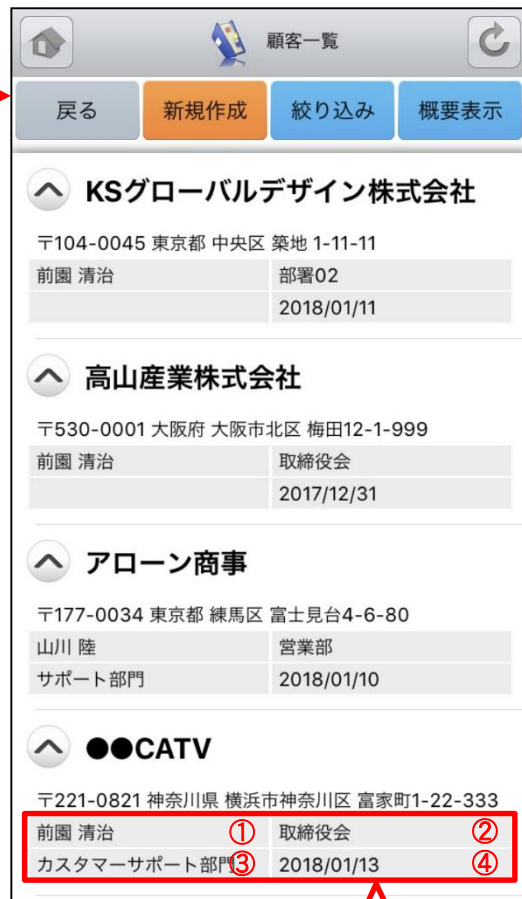 顧客一覧
戻る 新規作成 絞り込み 概要表示
KSグローバルデザイン株式会社
〒104-0045 東京都 中央区 築地 1-11-11
前園 清治 部署02
2018/01/11
高山産業株式会社
〒530-0001 大阪府 大阪市北区 梅田12-1-999
前園 清治 取締役会
2017/12/31
アローン商事
〒177-0034 東京都 練馬区 富士見台4-6-80
山川 陸 営業部
サポート部門 2018/01/10
●●CATV
〒221-0821 神奈川県 横浜市神奈川区 富家町1-22-333
前園 清治 ① 取締役会 ②
カスタマーサポート部門 ③ 2018/01/13 ④